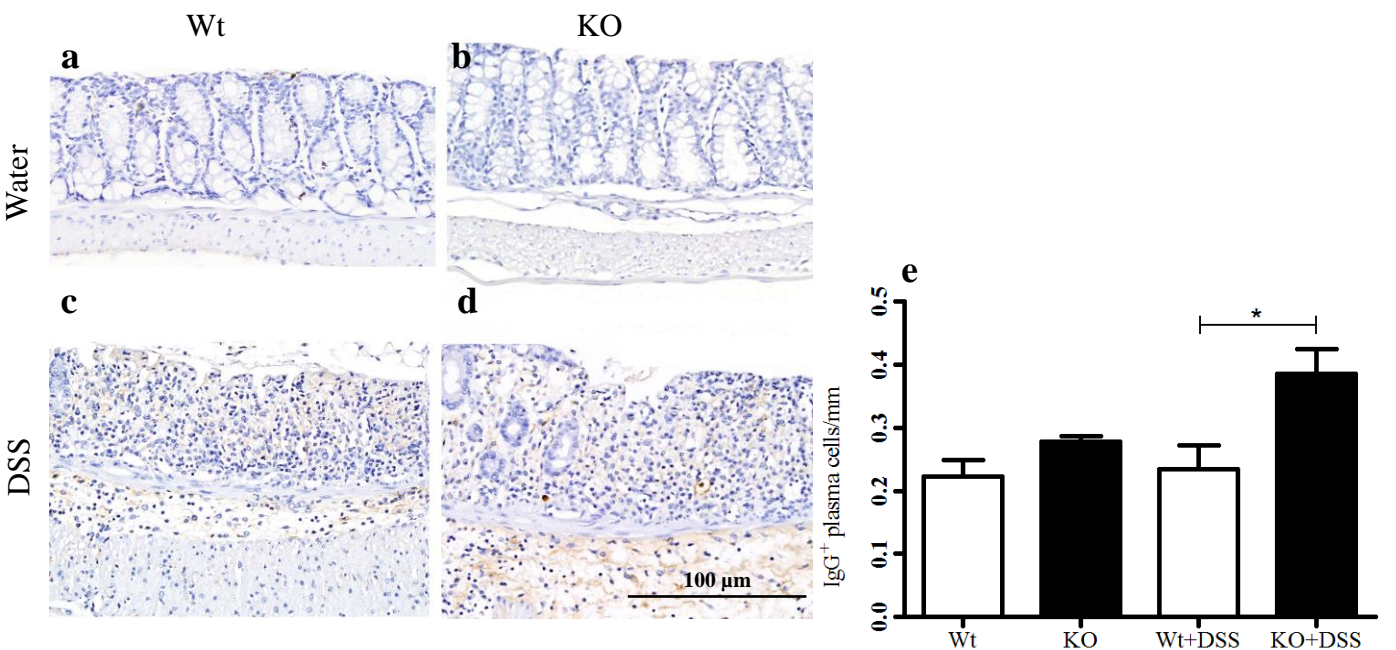 Wt
KO
a
b
Water
c
d
DSS
100 µm
e
IgG+ plasma cells/mm
0.5
0.4
0.3
0.2
0.1
0.0
*
Wt
KO
Wt+DSS
KO+DSS